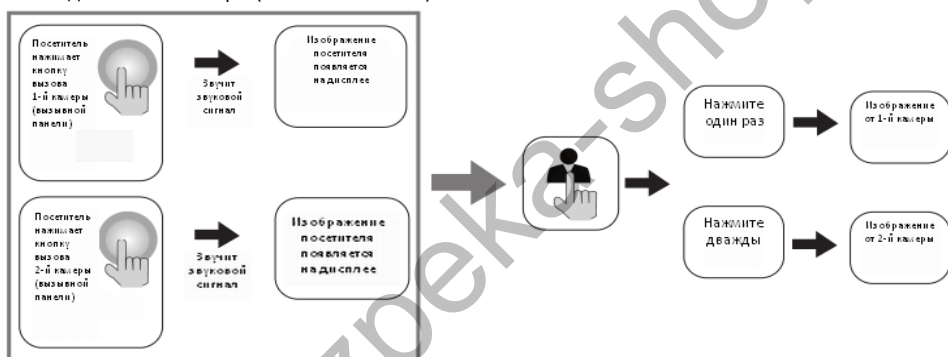 Посетитель
нажимает
кнопку
вызова
1-й камеры
(вызывной
панели)
Звучит
звуковой
сигнал
Изображение
посетителя
появляется
на дисплее
Посетитель
нажимает
кнопку
вызова
2-й камеры
(вызывной
панели)
Звучит
звуковой
сигнал
Изображение
посетителя
появляется
на дисплее
Нажмите
один раз
Изображение
от 1-й камеры
Нажмите
дважды
Изображение
от 2-й камеры